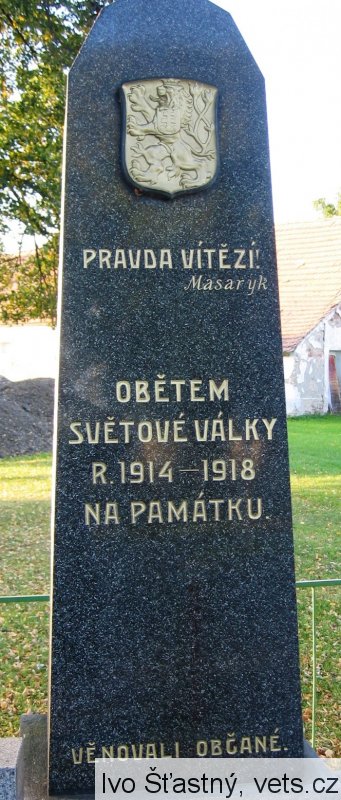 PRAVDA VÍTĚZÍ!
Masaryk
OBĚTEM
SVĚTOVÉ VÁLKY
R. 1914 – 1918
NA PAMÁTKU.
VĚNOVALI OBČANÉ.
Ivo Šťastný, vets.cz